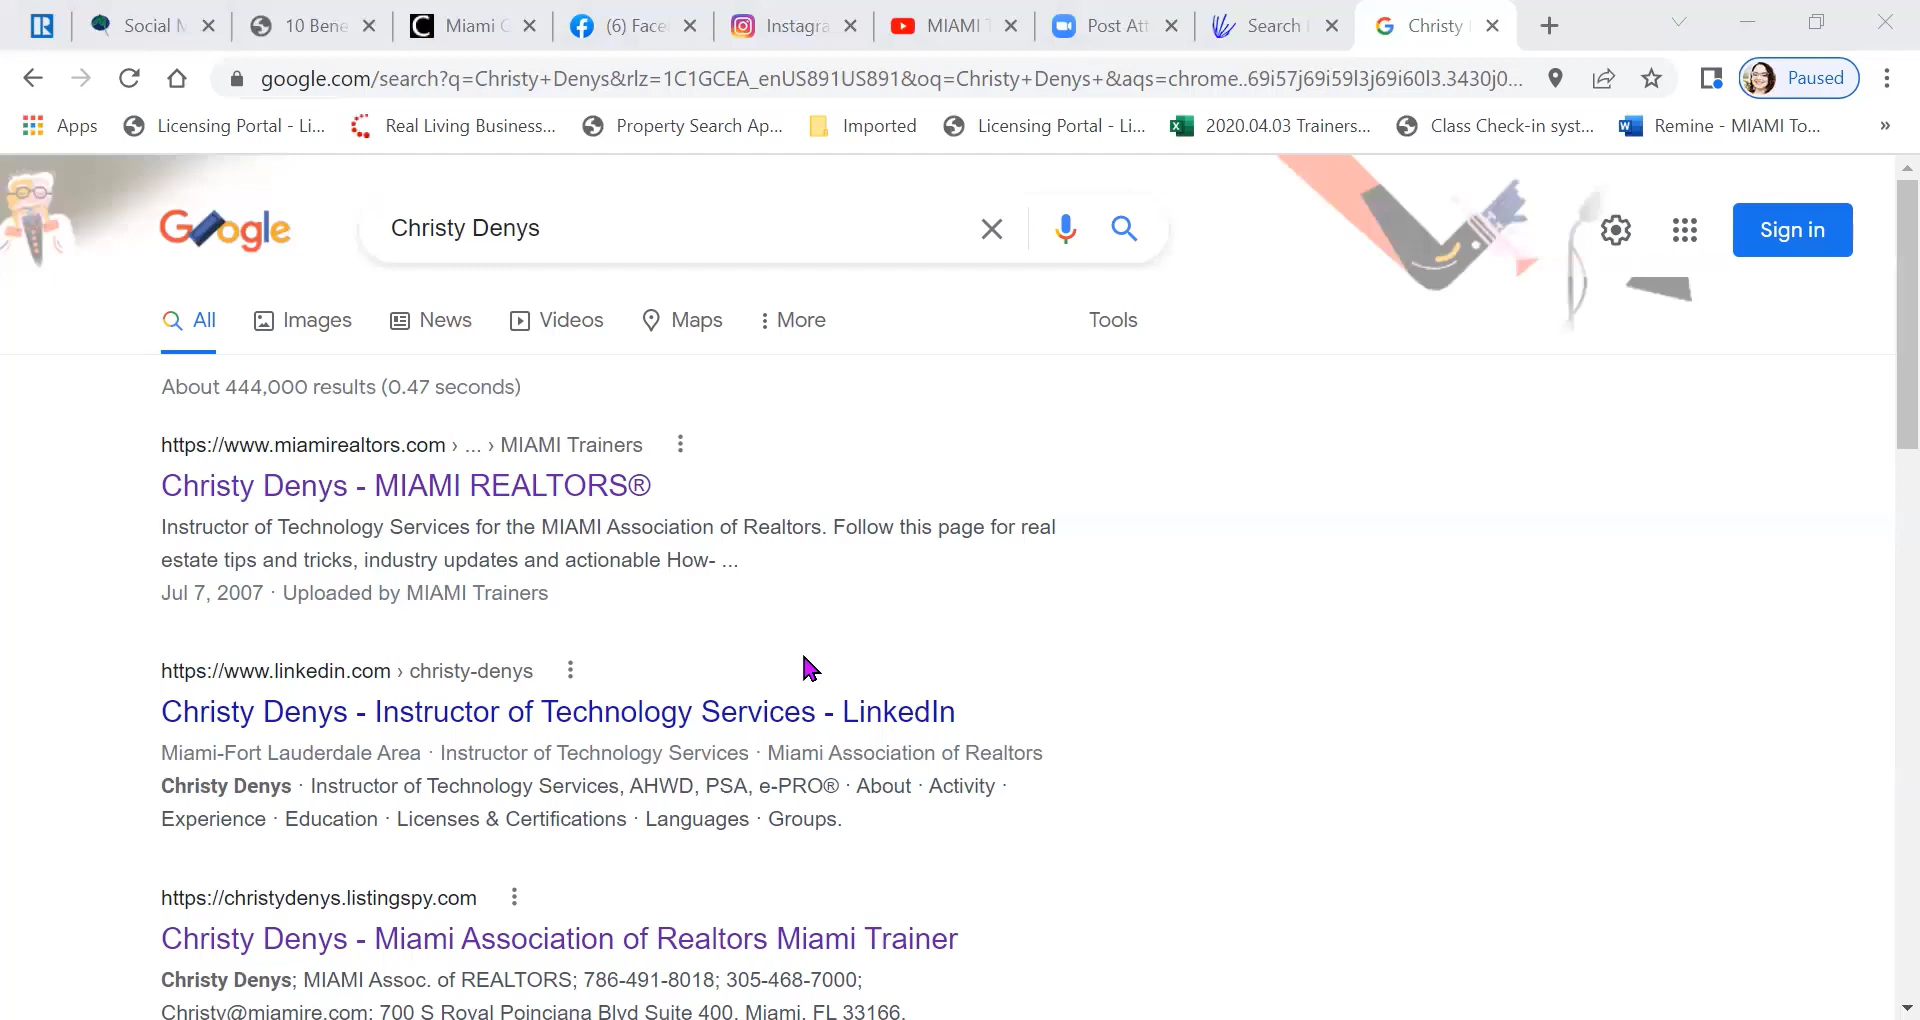 Social M
10 Bene
Miami C
(6) Face
Instagra
MIAMI T
Post Att
Search
Christy
google.com/search?q=Christy+Denys&rlz=1C1GCEA_enUS891US891&oq=Christy+Denys+&aqs=chrome..69i57j69i59l3j69i60l3.3430j0...
Paused
Apps
Licensing Portal - Li...
Real Living Business...
Property Search Ap...
Imported
Licensing Portal - Li...
2020.04.03 Trainers...
Class Check-in syst...
Remine - MIAMI To...
»
Google
Christy Denys
Sign in
All
Images
News
Videos
Maps
More
Tools
About 444,000 results (0.47 seconds)
https://www.miamirealtors.com › ... › MIAMI Trainers
Christy Denys - MIAMI REALTORS®
Instructor of Technology Services for the MIAMI Association of Realtors. Follow this page for real
estate tips and tricks, industry updates and actionable How- ...
Jul 7, 2007 · Uploaded by MIAMI Trainers
https://www.linkedin.com › christy-denys
Christy Denys - Instructor of Technology Services - LinkedIn
Miami-Fort Lauderdale Area · Instructor of Technology Services · Miami Association of Realtors
Christy Denys · Instructor of Technology Services, AHWD, PSA, e-PRO® · About · Activity ·
Experience · Education · Licenses & Certifications · Languages · Groups.
https://christydenys.listingspy.com
Christy Denys - Miami Association of Realtors Miami Trainer
Christy Denys; MIAMI Assoc. of REALTORS; 786-491-8018; 305-468-7000;
Christy@miamire.com; 700 S Royal Poinciana Blvd Suite 400. Miami, FL 33166.